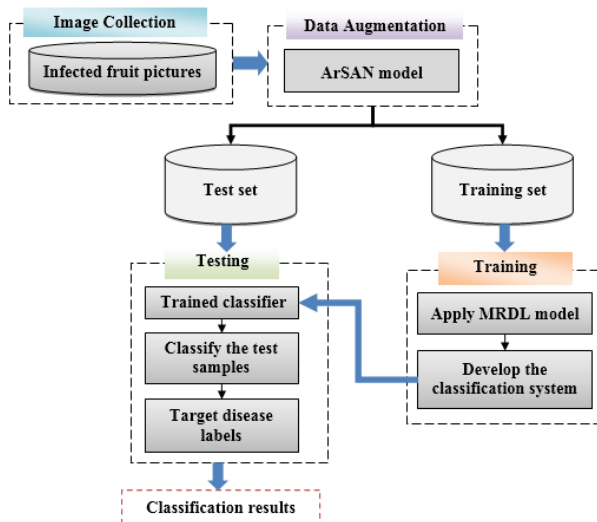 Image Collection
Infected fruit pictures
Data Augmentation
ArSAN model
Test set
Training set
Testing
Trained classifier
Classify the test
samples
Target disease
labels
Training
Apply MRDL model
Develop the
classification system
Classification results